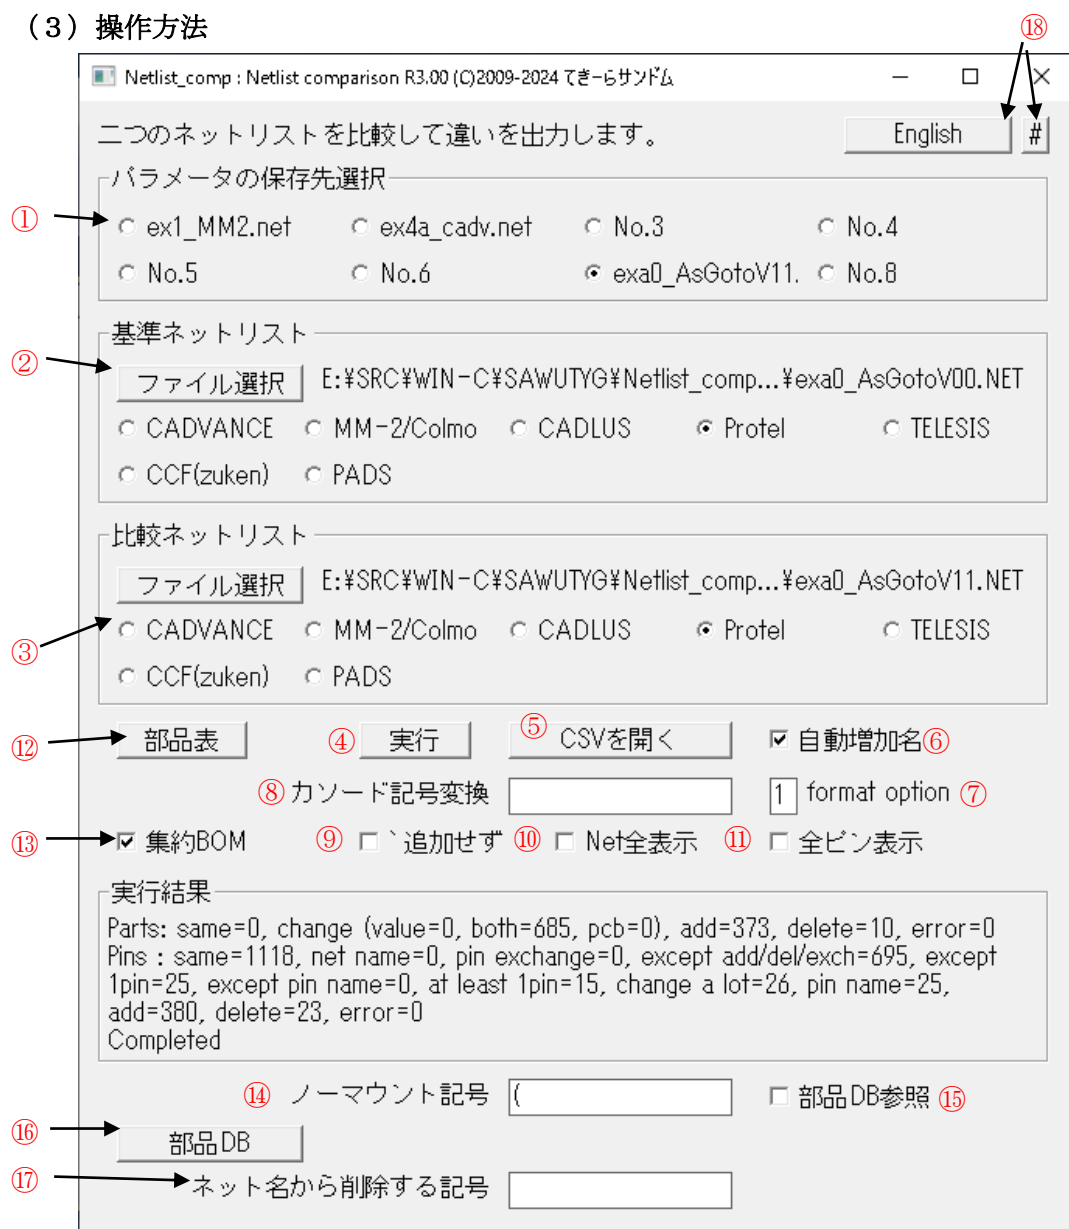 （３）操作方法
⑱
Netlist_comp : Netlist comparison R3.00 (C)2009-2024 てきーらサンドム
二つのネットリストを比較して違いを出力します。 English #
パラメータの保存先選択
① ex1_MM2.net ex4a_cadv.net No.3 No.4
No.5 No.6 exa0_AsGotoV11. No.8
基準ネットリスト
② ファイル選択 E:¥SRC¥WIN-C¥SAWUTYG¥Netlist_comp...¥exa0_AsGotoV00.NET
CADVANCE MM-2/Colmo CADLUS Protel TELESIS
CCF(zuken) PADS
比較ネットリスト
ファイル選択 E:¥SRC¥WIN-C¥SAWUTYG¥Netlist_comp...¥exa0_AsGotoV11.NET
③ CADVANCE MM-2/Colmo CADLUS Protel TELESIS
CCF(zuken) PADS
⑫ 部品表 ④ 実行 ⑤ CSVを開く 自動増加名 ⑥
⑧ カソード記号変換 1 format option ⑦
⑬ 集約BOM ⑨ `追加せず ⑩ Net全表示 ⑪ 全ピン表示
実行結果
Parts: same=0, change (value=0, both=685, pcb=0), add=373, delete=10, error=0
Pins : same=1118, net name=0, pin exchange=0, except add/del/exch=695, except
1pin=25, except pin name=0, at least 1pin=15, change a lot=26, pin name=25,
add=380, delete=23, error=0
Completed
⑭ ノーマウント記号 ( 部品DB参照 ⑮
⑯ 部品DB
⑰ ネット名から削除する記号